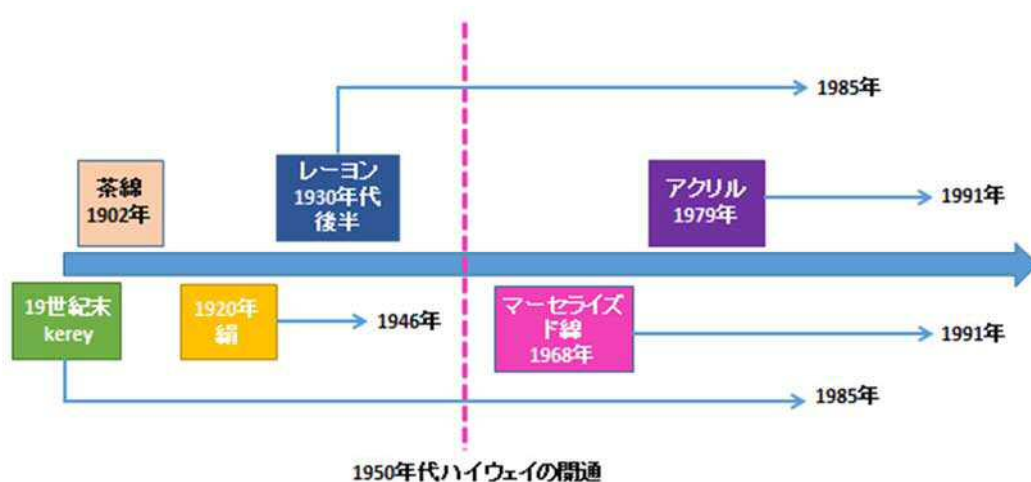 1985年
茶綿
1902年
レーヨン
1930年代
後半
アクリル
1979年
1991年
19世紀末
kerey
1920年
絹
1946年
マーセライズ
ド線
1968年
1991年
1985年
1950年代ハイウェイの開通